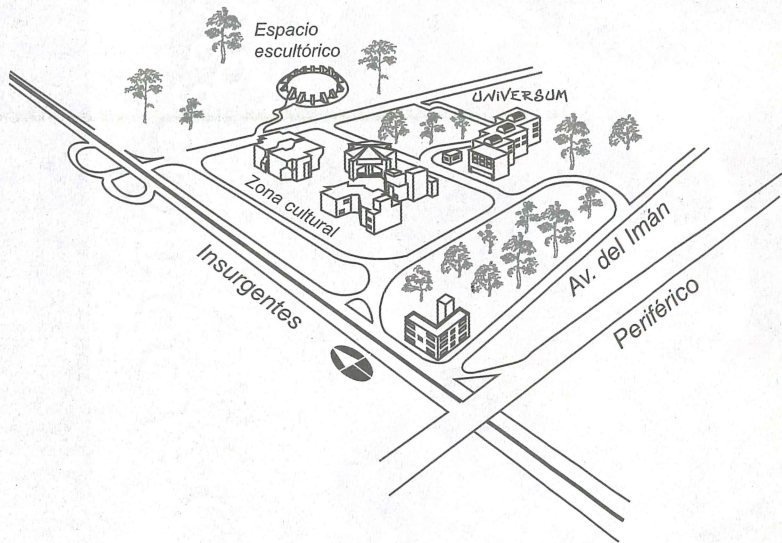 Espacio
escultórico
UNiVERSUM
Zona cultural
Insurgentes
Av. del Imán
Periférico